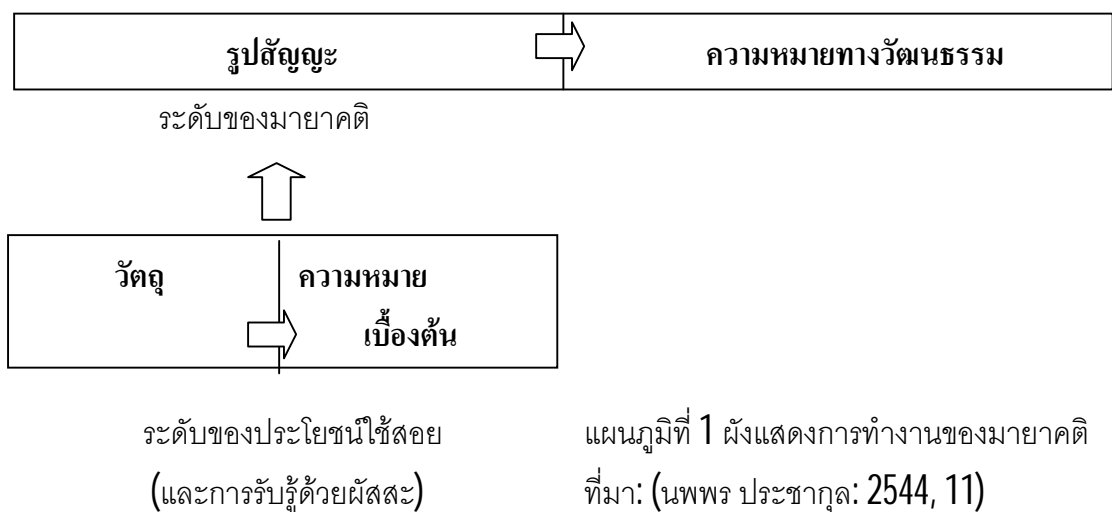 รูปสัญญะ ความหมายทางวัฒนธรรม
ระดับของมายาคติ
วัตถุ ความหมาย
เบื้องต้น
ระดับของประโยชน์ใช้สอย
(และการรับรู้ด้วยผัสสะ)
แผนภูมิที่ 1 ผังแสดงการทำงานของมายาคติ
ที่มา: (นพพร ประชากุล: 2544, 11)